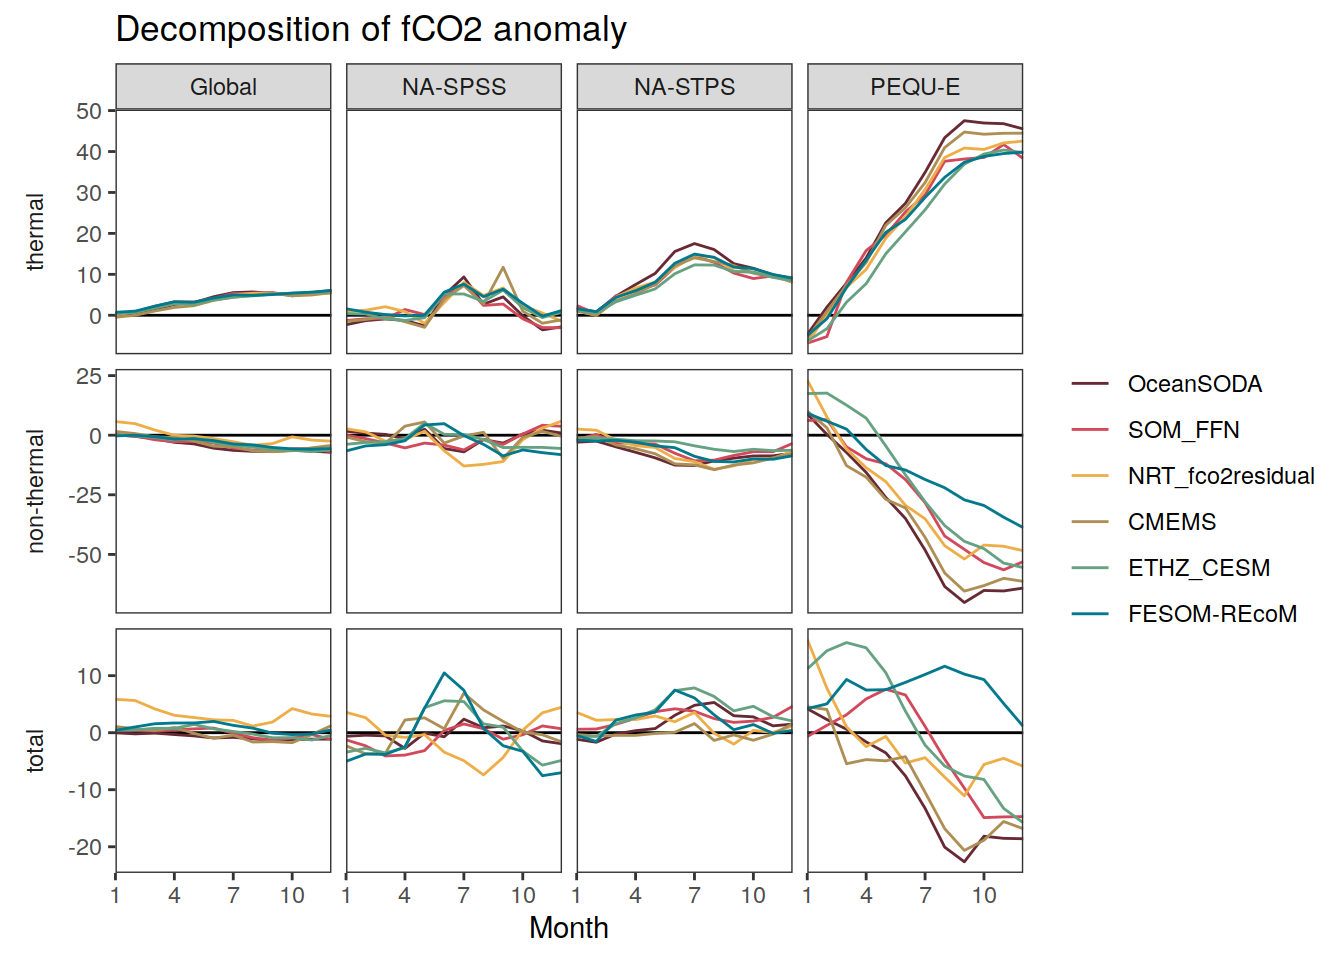 Decomposition of fCO2 anomaly
Global NA-SPSS NA-STPS PEQU-E
thermal
50
40
30
20
10
0
non-thermal
25
0
-25
-50
total
10
0
-10
-20
1 4 7 10 1 4 7 10 1 4 7 10 1 4 7 10
Month
OceanSODA
SOM_FFN
NRT_fco2residual
CMEMS
ETHZ_CESM
FESOM-REcoM